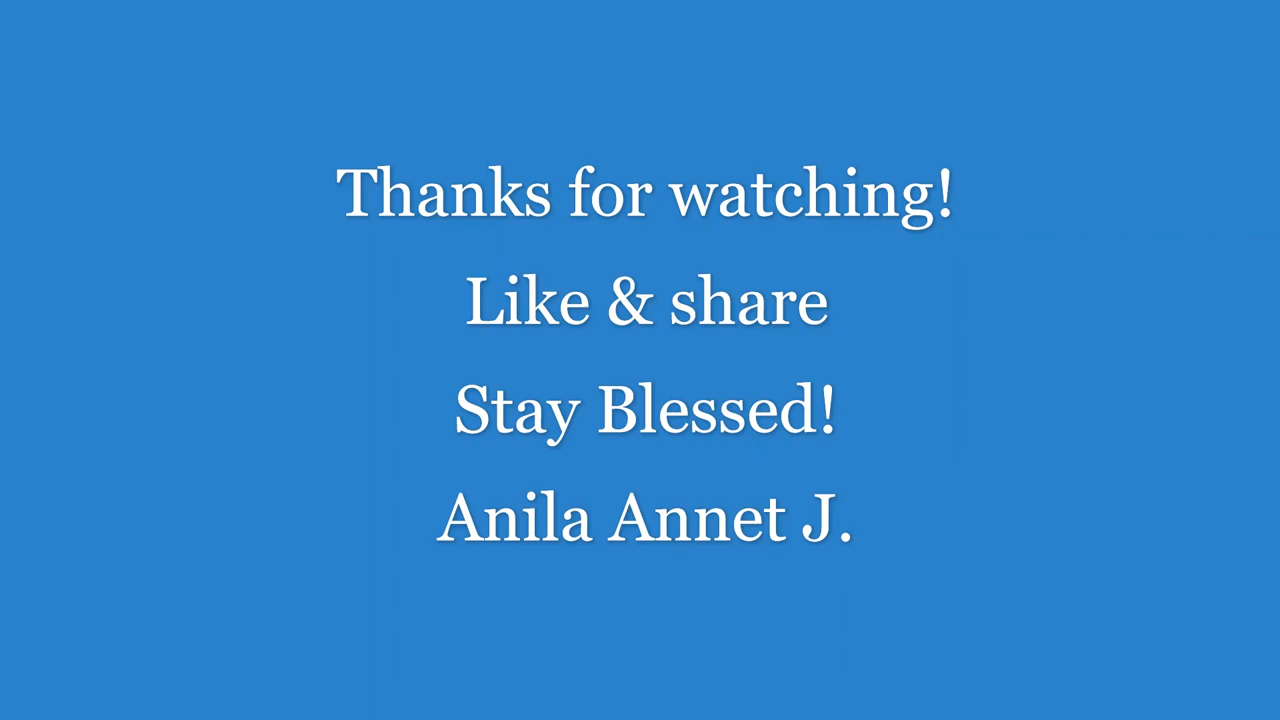 Thanks for watching!
Like & share
Stay Blessed!
Anila Annet J.